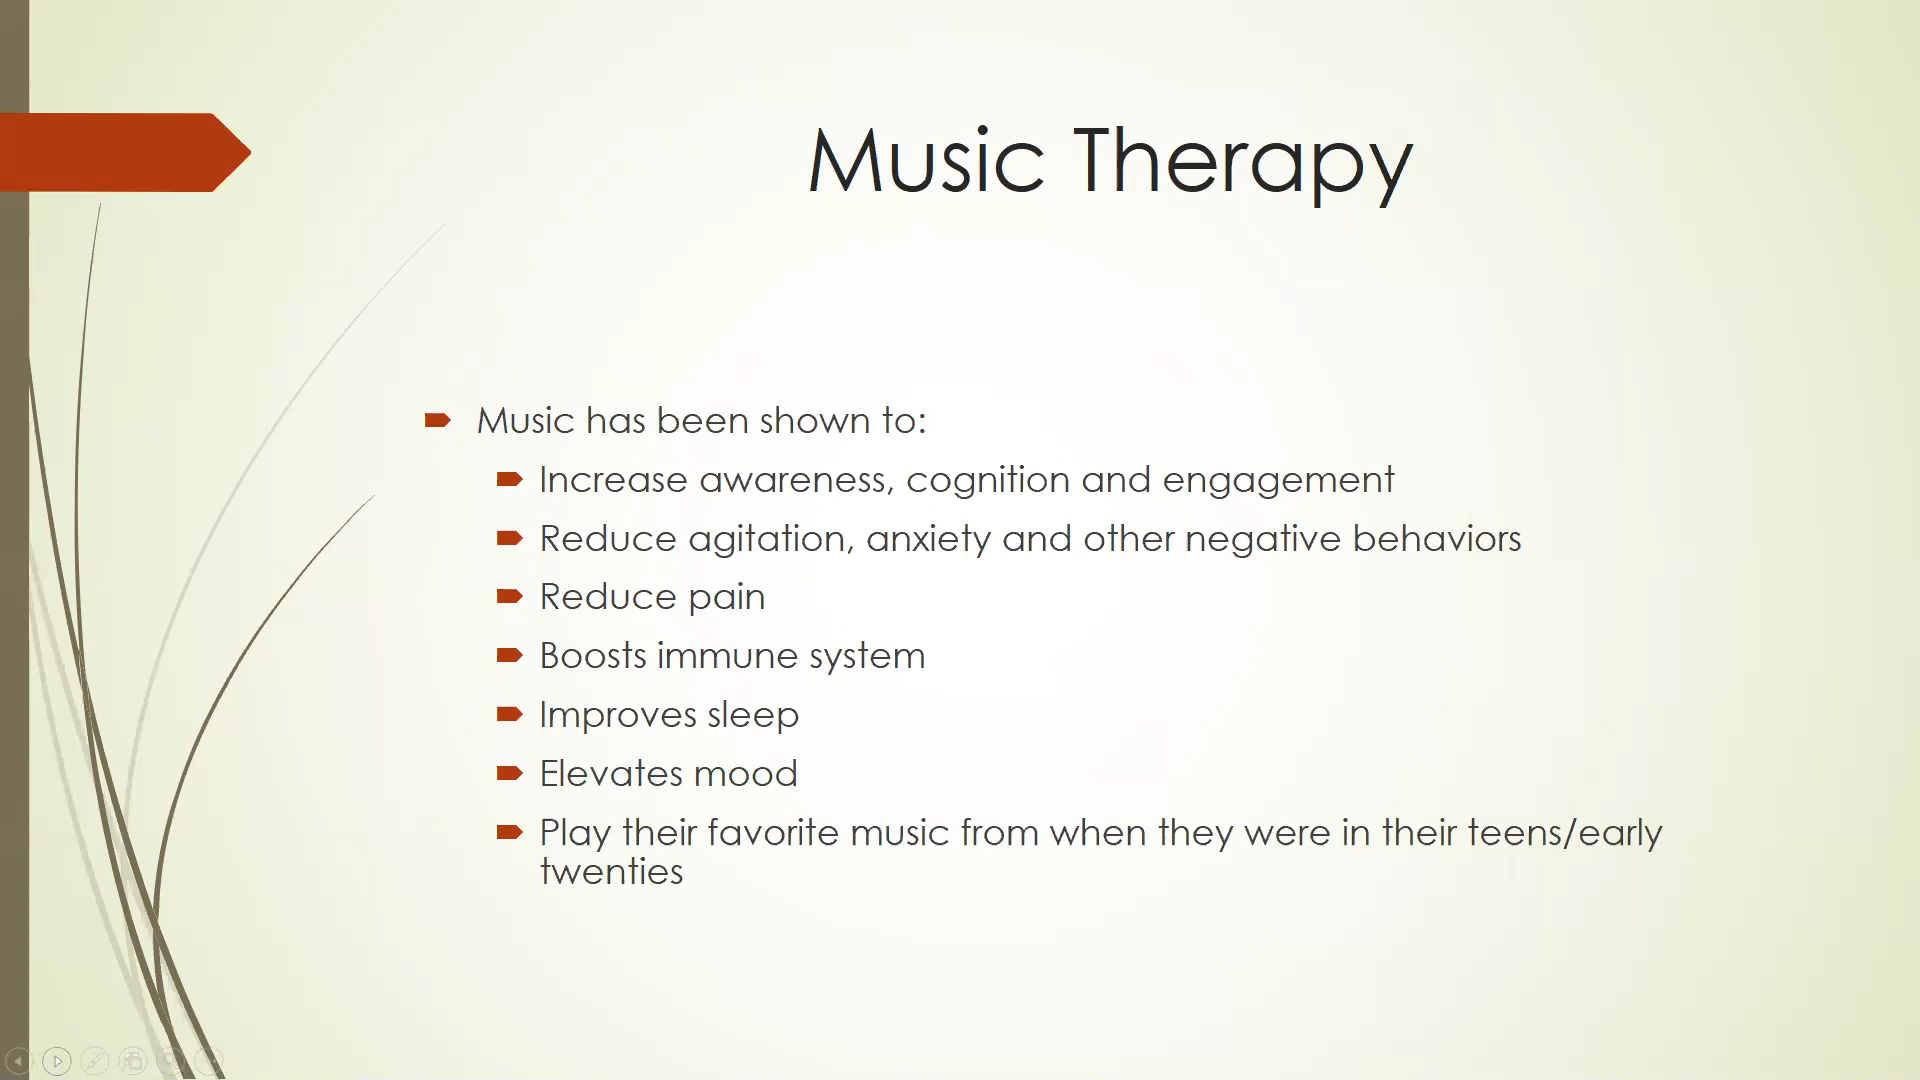 Music Therapy
Music has been shown to:
Increase awareness, cognition and engagement
Reduce agitation, anxiety and other negative behaviors
Reduce pain
Boosts immune system
Improves sleep
Elevates mood
Play their favorite music from when they were in their teens/early
twenties